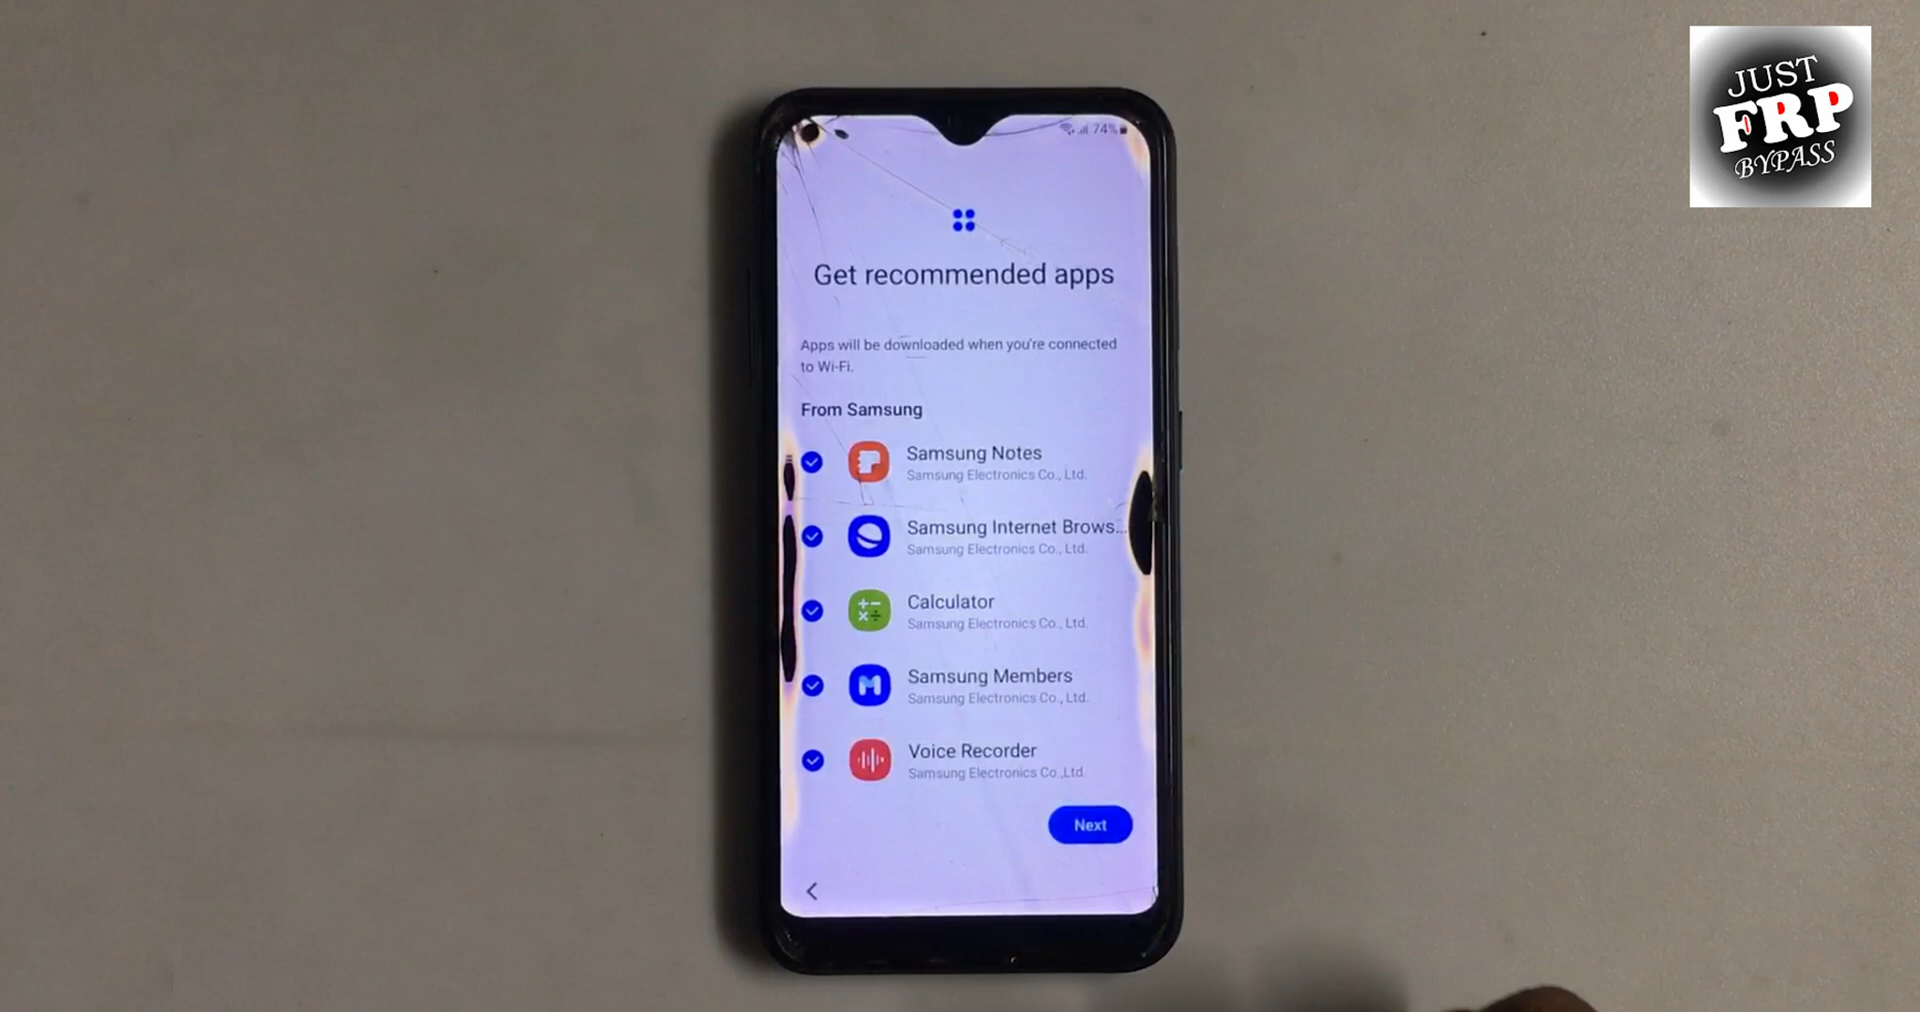 JUST
FRP
BYPASS
74%
Get recommended apps
Apps will be downloaded when you're connected
to Wi-Fi.
From Samsung
Samsung Notes
Samsung Electronics Co., Ltd.
Samsung Internet Brows...
Samsung Electronics Co., Ltd.
Calculator
Samsung Electronics Co., Ltd.
Samsung Members
Samsung Electronics Co., Ltd.
Voice Recorder
Samsung Electronics Co.,Ltd.
Next